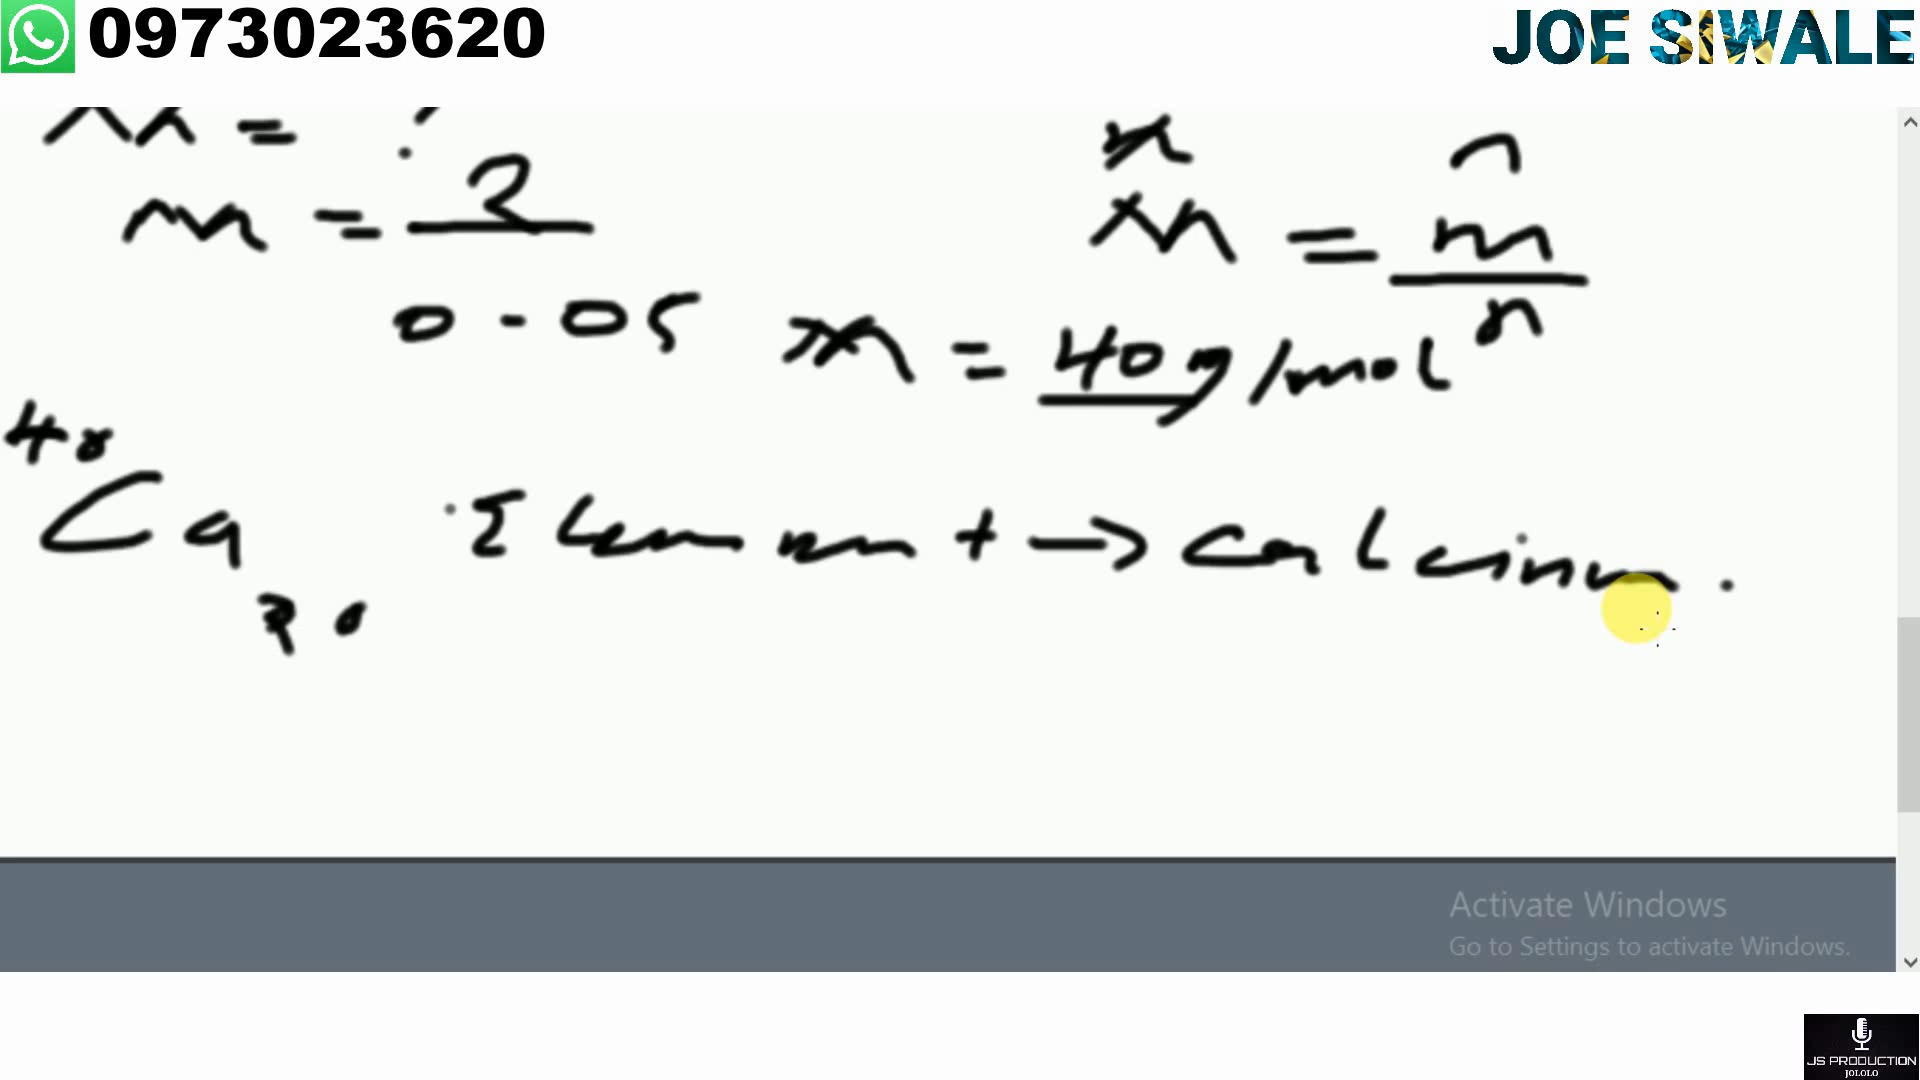 0973023620
JOE SIWALE
M = ?
n
M = 2
0.05
M = m
n
M = 40g/mol
40
Ca
20
Element → calcium.
Activate Windows
Go to Settings to activate Windows.
JS PRODUCTION
JOLOLO